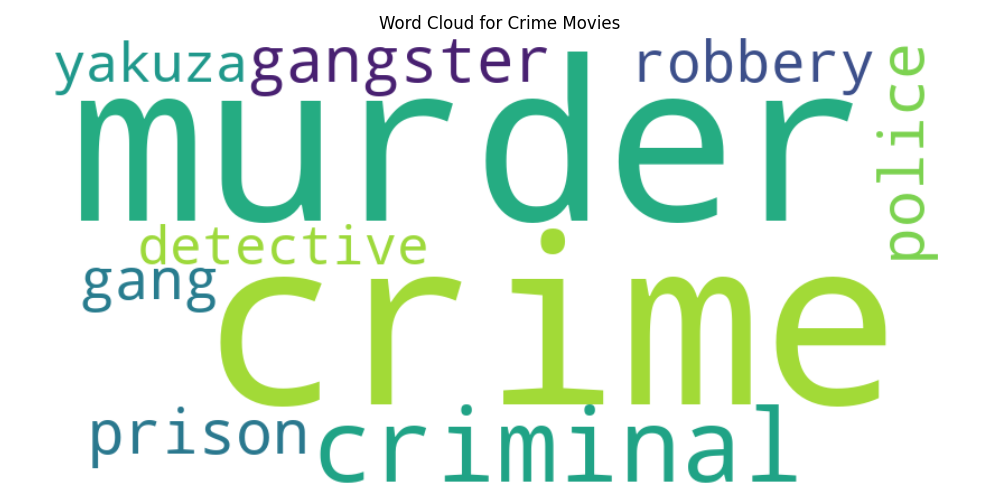 Word Cloud for Crime Movies
yakuza gangster robbery
murder
police
detective
gang
crime
prison criminal